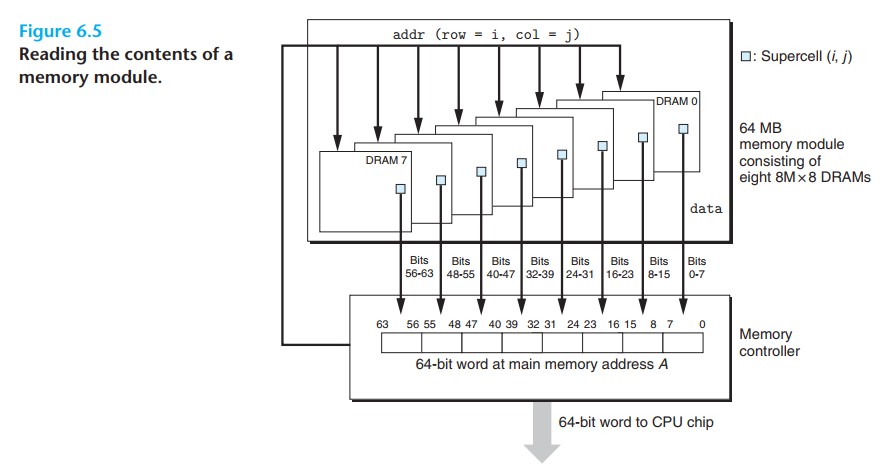 Figure 6.5
Reading the contents of a
memory module.
addr (row = i, col = j)
: Supercell (i, j)
DRAM 0
DRAM 7
64 MB
memory module
consisting of
eight 8M×8 DRAMs
data
Bits
56-63
Bits
48-55
Bits
40-47
Bits
32-39
Bits
24-31
Bits
16-23
Bits
8-15
Bits
0-7
63 56 55 48 47 40 39 32 31 24 23 16 15 8 7 0
64-bit word at main memory address A
Memory
controller
64-bit word to CPU chip